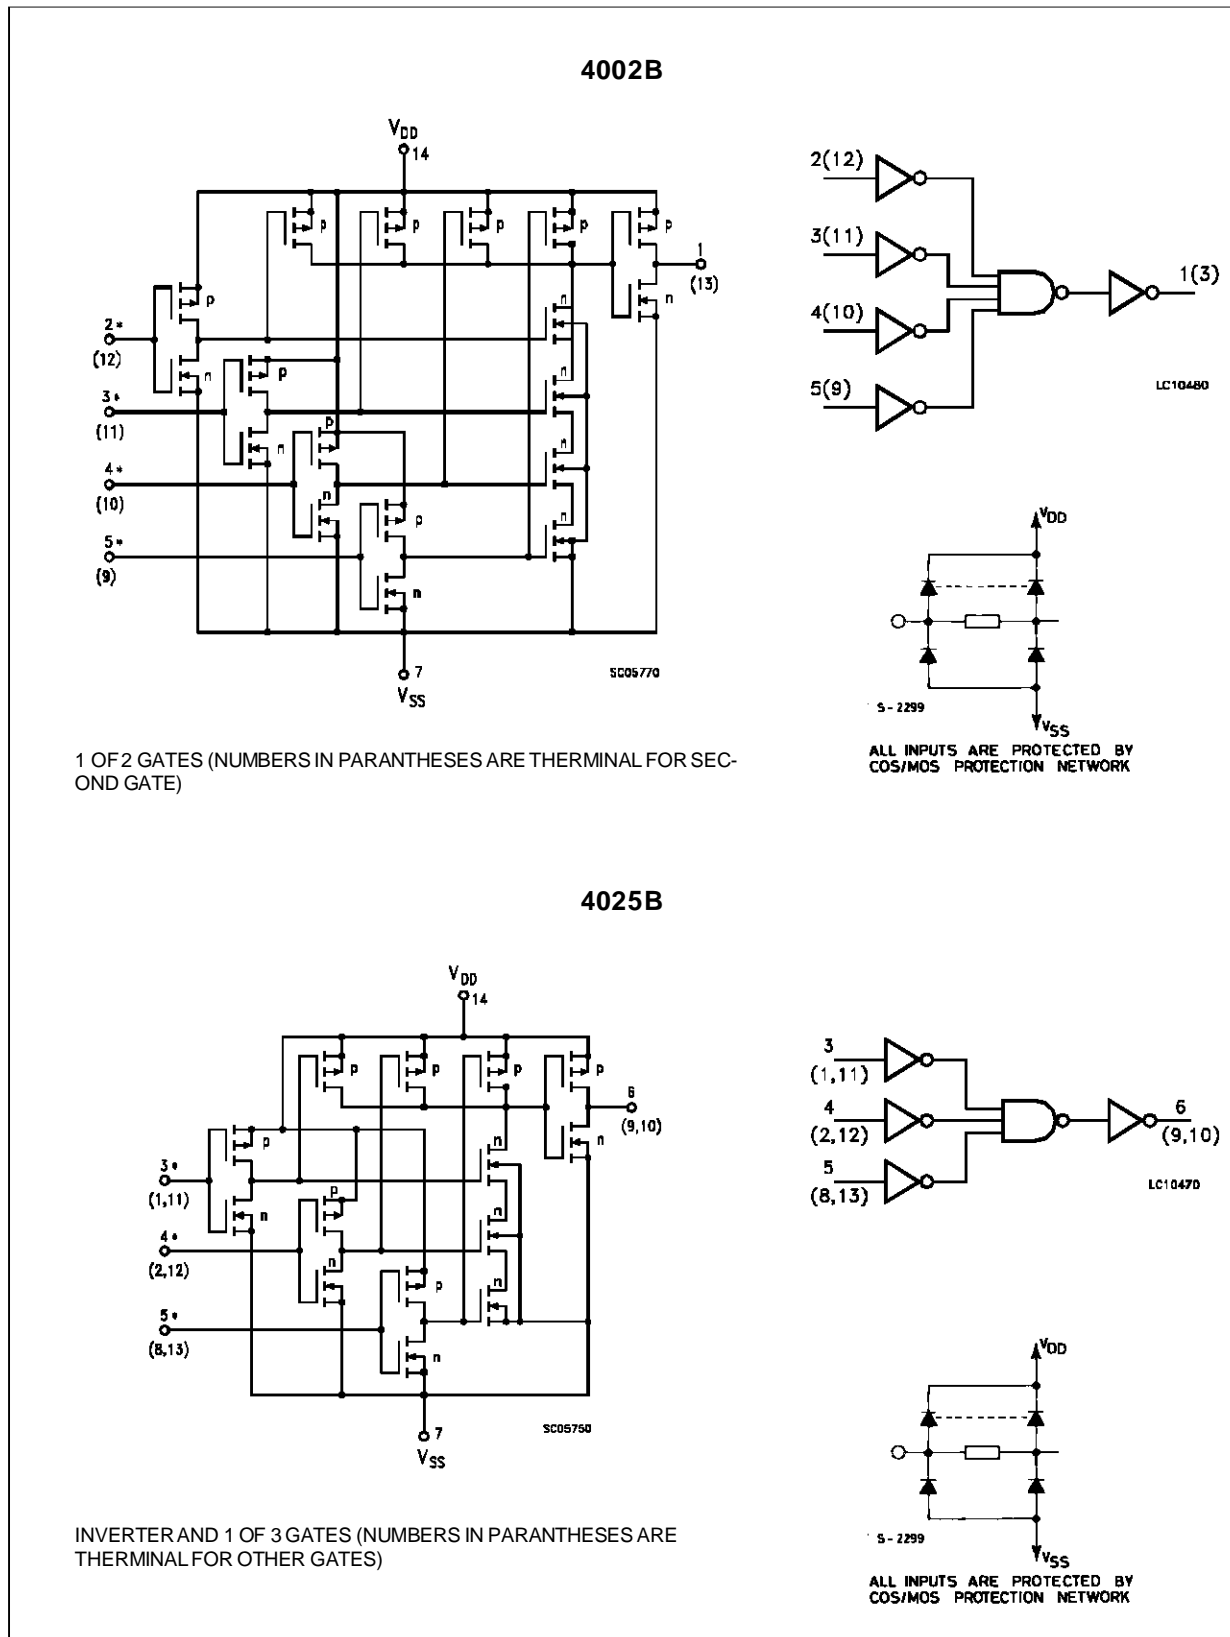 4002B
VDD
14
p
p
p
p
p
1
(13)
n
p
2*
(12)
n
n
p
3*
(11)
n
n
p
4*
(10)
n
n
p
5*
(9)
n
n
7
VSS
SC05770
2(12)
3(11)
4(10)
5(9)
1(3)
LC10480
VDD
S-2299
VSS
ALL INPUTS ARE PROTECTED BY
COS/MOS PROTECTION NETWORK
1 OF 2 GATES (NUMBERS IN PARANTHESES ARE THERMINAL FOR SEC-
OND GATE)
4025B
VDD
14
p
p
p
p
6
(9,10)
n
p
3*
(1,11)
n
n
p
4*
(2,12)
n
n
p
5*
(8,13)
n
n
7
VSS
SC05750
3
(1,11)
4
(2,12)
5
(8,13)
6
(9,10)
LC10470
VDD
S-2299
VSS
ALL INPUTS ARE PROTECTED BY
COS/MOS PROTECTION NETWORK
INVERTER AND 1 OF 3 GATES (NUMBERS IN PARANTHESES ARE
THERMINAL FOR OTHER GATES)